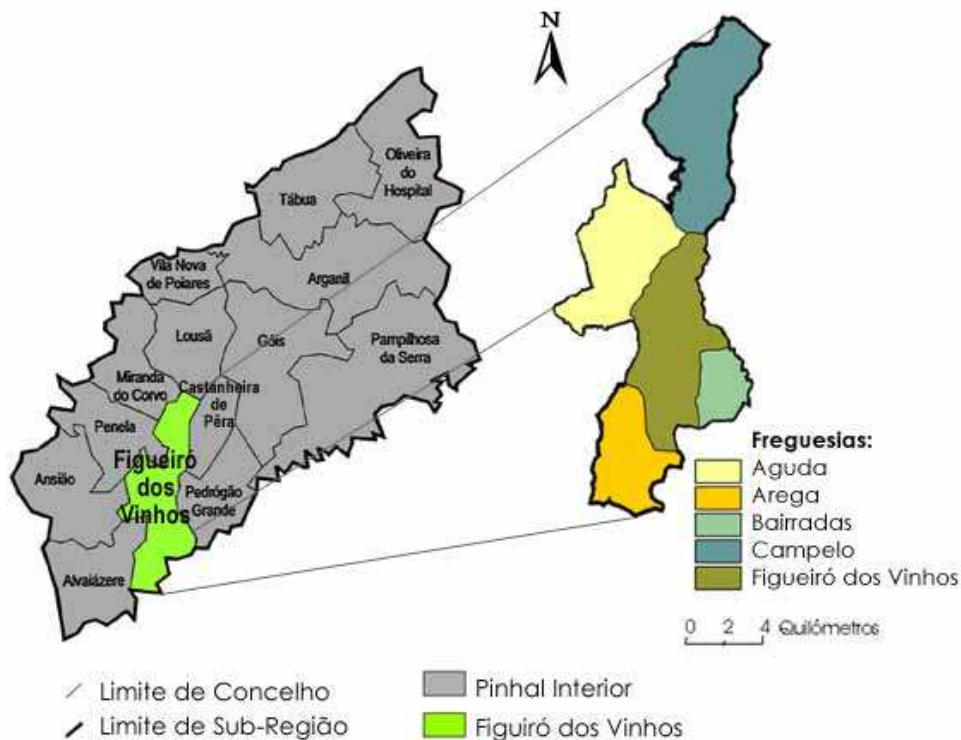 N
Oliveira
do
Hospital
Tábua
Vila Nova
de Poiares
Arganil
Lousã
Góis
Pampilhosa
da Serra
Miranda
do Corvo
Castanheira
de
Pêra
Penela
Ansião
Figueiró
dos
Vinhos
Pedrógão
Grande
Alvaiázere
Freguesias:
Aguda
Arega
Bairradas
Campelo
Figueiró dos Vinhos
0 2 4 Quilómetros
Limite de Concelho
Limite de Sub-Região
Pinhal Interior
Figuiró dos Vinhos